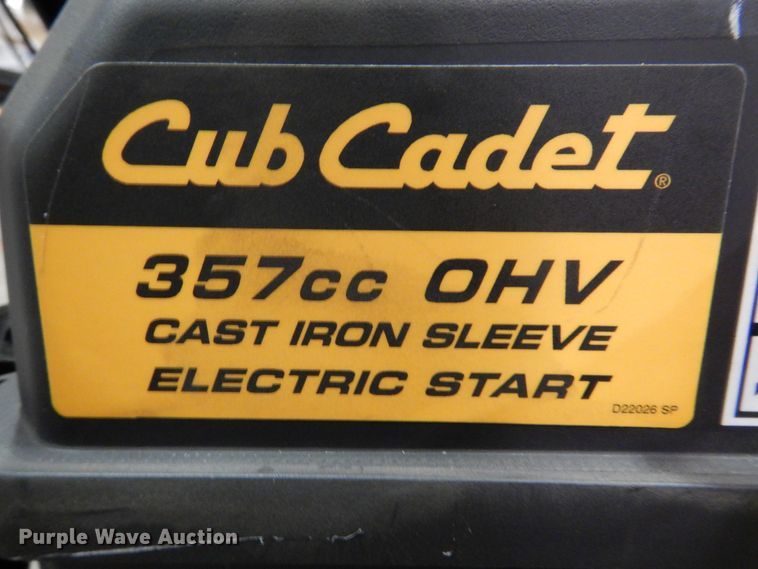 Cub Cadet®
357cc OHV
CAST IRON SLEEVE
ELECTRIC START
D22026 SP
Purple Wave Auction®